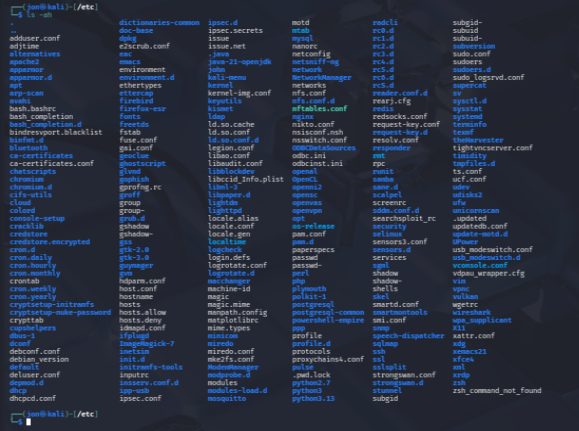 (jon㉿kali)-[/etc]
$ ls -ah
. dictionaries-common ipsec.d motd rmdcli subgid-
.. doc-base ipsec.secrets mtab rc0.d subuid
adduser.conf dpkg issue mysql rc1.d subuid-
adjtime e2scrub.conf issue.net nanorc rc2.d subversion
alternatives eac java netconfig rc3.d sudo.conf
apache2 emacs java-21-openjdk netsniff-ng rc4.d sudoers
apparmor environment john network rc5.d sudoers.d
apparmor.d environment.d kali-menu NetworkManager rc6.d sudo_logsrvd.conf
apt ethertypes kernel networks rcS.d supercat
arp-scan ettercap kernel-img.conf nfs.conf reader.conf.d sv
avahi firebird keyutils nfs.conf.d rearj.cfg sysctl.d
bash.bashrc firefox-esr kismet nftables.conf redis sysstat
bash_completion fonts ldap nginx redsocks.conf systemd
bash_completion.d freetds ld.so.cache nikto.conf request-key.conf terminfo
bindresvport.blacklist fstab ld.so.conf nsisconf.nsh request-key.d texmf
binfmt.d fuse.conf ld.so.conf.d nsswitch.conf resolv.conf theHarvester
bluetooth gai.conf legion.conf ODBCDataSources responder tightvncserver.conf
ca-certificates geoclue libao.conf odbc.ini rmt timidity
ca-certificates.conf ghostscript libaudit.conf odbcinst.ini rpc tmpfiles.d
chatscripts glvnd libblockdev openal runit ts.conf
chromium gophish libccid_Info.plist OpenCL samba ucf.conf
chromium.d gprofng.rc libnl-3 openni2 sane.d udev
cifs-utils groff libpaper.d opensc scalpel udisks2
cloud group lightdm openvas screenrc ufw
colord group- lighttpd openvpn sddm.conf.d unicornscan
console-setup grub.d locale.alias opt searchsploit_rc .updated
cracklib gshadow locale.conf os-release security updatedb.conf
credstore gshadow- locale.gen pam.conf selinux update-motd.d
credstore.encrypted gss localtime pam.d sensors3.conf UPower
cron.d gtk-2.0 logcheck paperspecs sensors.d usb_modeswitch.conf
cron.daily gtk-3.0 login.defs passwd services usb_modeswitch.d
cron.hourly guymager logrotate.conf passwd- sgml vconsole.conf
cron.monthly gvm logrotate.d perl shadow vdpau_wrapper.cfg
crontab hdparm.conf macchanger php shadow- vim
cron.weekly host.conf machine-id plymouth shells vpnc
cron.yearly hostname magic polkit-1 skel vulkan
cryptsetup-initramfs hosts magic.mime postgresql smartd.conf wgetrc
cryptsetup-nuke-password hosts.allow manpath.config postgresql-common smartmontools wireshark
crypttab hosts.deny matplotlibrc powershell-empire smi.conf wpa_supplicant
cupshelpers idmapd.conf mime.types ppp snmp X11
dbus-1 ifplugd minicom profile speech-dispatcher xattr.conf
dconf ImageMagick-7 miredo profile.d sqlmap xdg
debconf.conf inetsim miredo.conf protocols ssh xemacs21
debian_version init.d mke2fs.conf proxychains4.conf ssl xfce4
default initramfs-tools ModemManager pulse sslsplit xml
deluser.conf inputrc modprobe.d .pwd.lock strongswan.conf xrdp
depmod.d insserv.conf.d modules python2.7 strongswan.d zsh
dhcp ipp-usb modules-load.d python3 stunnel zsh_command_not_found
dhcpcd.conf ipsec.conf mosquitto python3.13 subgid
(jon㉿kali)-[/etc]
$